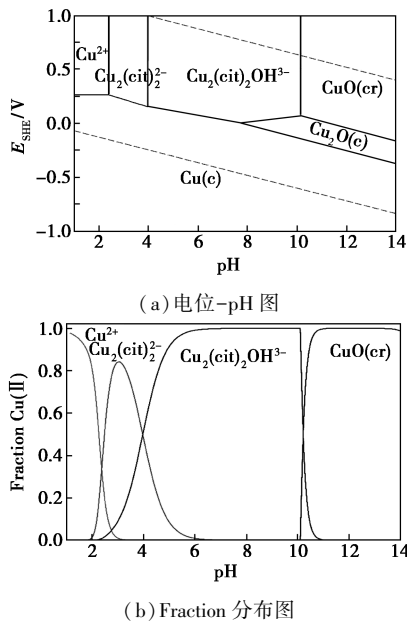 1.0
0.5
0.0
−0.5
−1.0
E_SHE/V
Cu²⁺
Cu₂(cit)₂²⁻
Cu₂(cit)₂OH³⁻
CuO(cr)
Cu₂O(c)
Cu(c)
2 4 6 8 10 12 14
pH
(a)电位-pH 图
1.0
0.8
0.6
0.4
0.2
0.0
Fraction Cu(Ⅱ)
Cu²⁺
Cu₂(cit)₂²⁻
Cu₂(cit)₂OH³⁻
CuO(cr)
2 4 6 8 10 12 14
pH
(b)Fraction 分布图